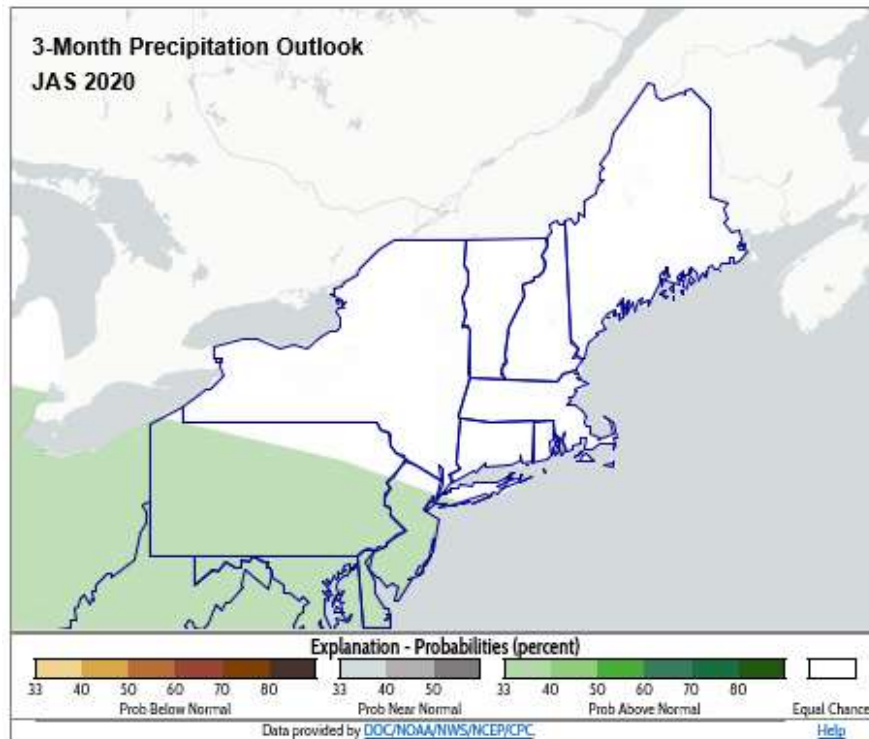 3-Month Precipitation Outlook
JAS 2020
Explanation - Probabilities (percent)
33 40 50 60 70 80 33 40 50 33 40 50 60 70 80
Prob Below Normal Prob Near Normal Prob Above Normal Equal Chance
Data provided by DOC/NOAA/NWS/NCEP/CPC Help